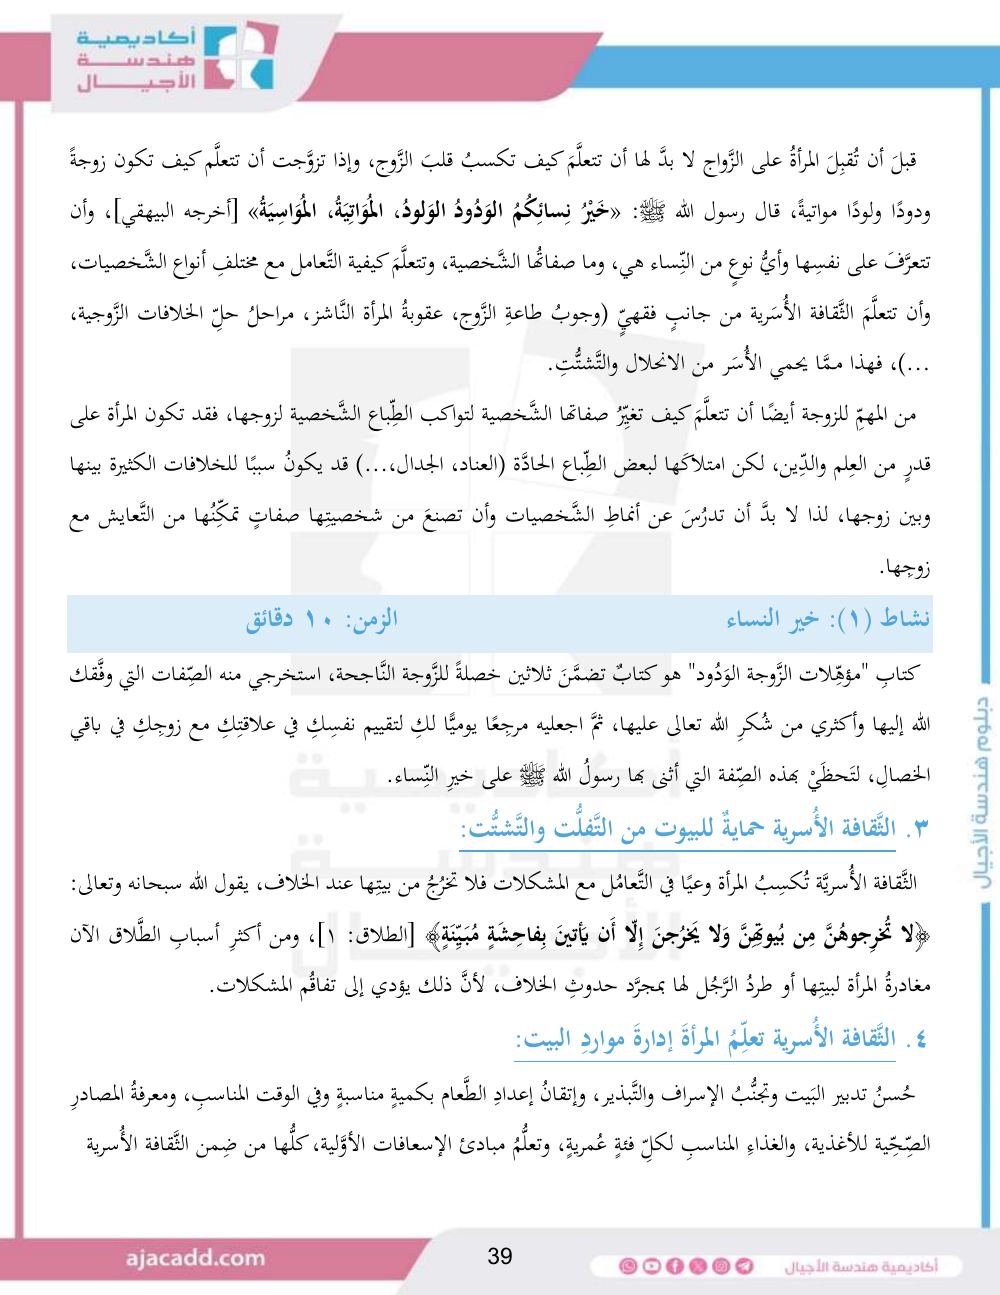 أكاديمية
هندسة
الأجيال
قبلَ أن تُقبِلَ المرأةُ على الزَّواج لا بدَّ لها أن تتعلَّمَ كيف تكسبُ قلبَ الزَّوج، وإذا تزوَّجت أن تتعلَّم كيف تكون زوجةً
ودودًا ولودًا مواتيةً، قال رسول الله ﷺ: «خَيْرُ نِسائِكُمُ الوَدُودُ الوَلودُ، المُوَاتِيَةُ، المُوَاسِيَةُ» [أخرجه البيهقي]، وأن
تتعرَّفَ على نفسِها وأيُّ نوعٍ من النِّساء هي، وما صفاتُها الشَّخصية، وتتعلَّمَ كيفية التَّعامل مع مختلفِ أنواع الشَّخصيات،
وأن تتعلَّمَ الثَّقافة الأُسَرية من جانبٍ فقهيٍّ (وجوبُ طاعةِ الزَّوج، عقوبةُ المرأة النَّاشز، مراحلُ حلِّ الخلافات الزَّوجية،
...)، فهذا ممَّا يحمي الأُسَر من الانحلال والتَّشتُّتِ.
من المهمِّ للزوجة أيضًا أن تتعلَّمَ كيف تغيِّرُ صفاتها الشَّخصية لتواكب الطِّباع الشَّخصية لزوجها، فقد تكون المرأة على
قدرٍ من العِلم والدِّين، لكن امتلاكَها لبعض الطِّباع الحادَّة (العناد، الجدال،...) قد يكونُ سببًا للخلافات الكثيرة بينها
وبين زوجها، لذا لا بدَّ أن تدرُسَ عن أنماطِ الشَّخصيات وأن تصنعَ من شخصيتِها صفاتٍ تمكِّنُها من التَّعايش مع
زوجِها.
نشاط (١): خير النساء الزمن: ١٠ دقائق
كتابِ "مؤهِّلات الزَّوجة الوَدُود" هو كتابٌ تضمَّنَ ثلاثين خصلةً للزَّوجة النَّاجحة، استخرجي منه الصِّفات التي وفَّقك
الله إليها وأكثري من شُكرِ الله تعالى عليها، ثمَّ اجعليه مرجعًا يوميًّا لكِ لتقييم نفسِكِ في علاقتِكِ مع زوجكِ في باقي
الخصالِ، لتَحظَيْ بهذه الصِّفة التي أثنى بها رسولُ الله ﷺ على خيرِ النِّساء.
٣. الثَّقافة الأُسرية حمايةٌ للبيوت من التَّفلُّت والتَّشتُّت:
الثَّقافة الأُسريَّة تُكسِبُ المرأة وعيًا في التَّعامُل مع المشكلات فلا تخرُجُ من بيتِها عند الخلاف، يقول الله سبحانه وتعالى:
﴿لا تُخرِجوهُنَّ مِن بُيوتِهِنَّ وَلا يَخرُجنَ إِلّا أَن يَأتينَ بِفاحِشَةٍ مُبَيِّنَةٍ﴾ [الطلاق: ١]، ومن أكثرِ أسبابِ الطَّلاق الآن
مغادرةُ المرأة لبيتِها أو طردُ الرَّجُل لها بمجرَّد حدوثِ الخلاف، لأنَّ ذلك يؤدي إلى تفاقُم المشكلات.
٤. الثَّقافة الأُسرية تعلِّمُ المرأةَ إدارةَ مواردِ البيت:
حُسنُ تدبير البَيت وتجنُّبُ الإسراف والتَّبذير، وإتقانُ إعدادِ الطَّعام بكميةٍ مناسبةٍ وفي الوقت المناسبِ، ومعرفةُ المصادرِ
الصِّحِّية للأغذية، والغذاءِ المناسب لكلِّ فئةٍ عُمريةٍ، وتعلُّمُ مبادئ الإسعافات الأوَّلية، كلُّها من ضِمن الثَّقافة الأُسرية
دبلوم هندسة الأجيال
أكاديمية
هندسة
الأجيال
ajacadd.com
39
أكاديمية هندسة الأجيال